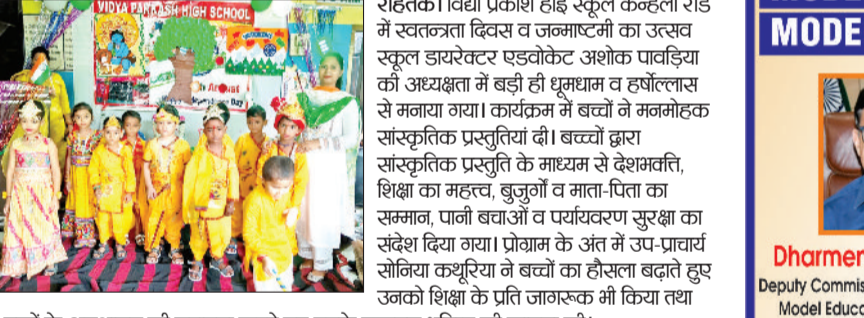 VIDYA PARKASH HIGH SCHOOL
रोहतक। विद्या प्रकाश हाई स्कूल कन्हेली रोड
में स्वतन्त्रता दिवस व जन्माष्टमी का उत्सव
स्कूल डायरेक्टर एडवोकेट अशोक पावड़िया
की अध्यक्षता में बड़ी ही धूमधाम व हर्षोल्लास
से मनाया गया। कार्यक्रम में बच्चों ने मनमोहक
सांस्कृतिक प्रस्तुतियां दी। बच्च्चों द्वारा
सांस्कृतिक प्रस्तुति के माध्यम से देशभक्ति,
शिक्षा का महत्त्व, बुजुर्गों व माता-पिता का
सम्मान, पानी बचाओं व पर्यायवरण सुरक्षा का
संदेश दिया गया। प्रोग्राम के अंत में उप-प्राचार्य
सोनिया कथूरिया ने बच्चों का हौसला बढ़ाते हुए
उनको शिक्षा के प्रति जागरूक भी किया तथा
MODE
Dharmen
Deputy Commis
Model Educa